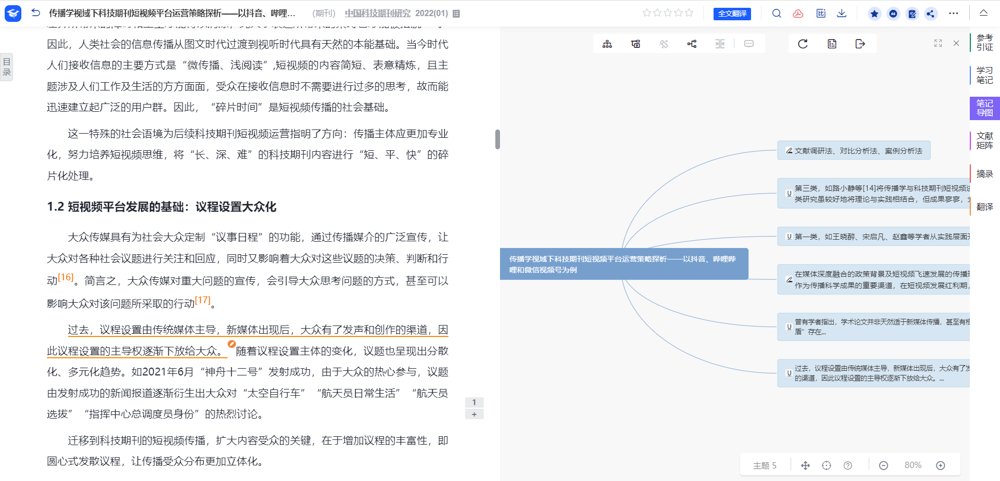 传播学视域下科技期刊短视频平台运营策略探析——以抖音、哔哩...
(期刊)
中国科技期刊研究 2022(01)
全文翻译
目录
因此，人类社会的信息传播从图文时代过渡到视听时代具有天然的本能基础。当今时代
人们接收信息的主要方式是“微传播、浅阅读”,短视频的内容简短、表意精炼，且主
题涉及人们工作及生活的方方面面，受众在接收信息时不需要进行过多的思考，故而能
迅速建立起广泛的用户群。因此，“碎片时间”是短视频传播的社会基础。
这一特殊的社会语境为后续科技期刊短视频运营指明了方向：传播主体应更加专业
化，努力培养短视频思维，将“长、深、难”的科技期刊内容进行“短、平、快”的碎
片化处理。
1.2 短视频平台发展的基础：议程设置大众化
大众传媒具有为社会大众定制“议事日程”的功能，通过传播媒介的广泛宣传，让
大众对各种社会议题进行关注和回应，同时又影响着大众对这些议题的决策、判断和行
动[16]。简言之，大众传媒对重大问题的宣传，会引导大众思考问题的方式，甚至可以
影响大众对该问题所采取的行动[17]。
过去，议程设置由传统媒体主导，新媒体出现后，大众有了发声和创作的渠道，因
此议程设置的主导权逐渐下放给大众。随着议程设置主体的变化，议题也呈现出分散
化、多元化趋势。如2021年6月“神舟十二号”发射成功，由于大众的热心参与，议题
由发射成功的新闻报道逐渐衍生出大众对“太空自行车”“航天员日常生活”“航天员
选拔”“指挥中心总调度员身份”的热烈讨论。
迁移到科技期刊的短视频传播，扩大内容受众的关键，在于增加议程的丰富性，即
圆心式发散议程，让传播受众分布更加立体化。
1
+
传播学视域下科技期刊短视频平台运营策略探析——以抖音、哔哩哔
哩和微信视频号为例
文献调研法、对比分析法、案例分析法
第三类，如路小静等[14]将传播学与科技期刊短视频
类研究虽较好地将理论与实践相结合，但成果寥寥，
第一类，如王晓醉、宋启凡、赵鑫等学者从实践层面
在媒体深度融合的政策背景及短视频飞速发展的传播
作为传播科学成果的重要渠道，在短视频发展红利期，
曾有学者指出，学术论文并非天然适于新媒体传播，甚至有
盾”存在...
过去，议程设置由传统媒体主导，新媒体出现后，大众有了
的渠道，因此议程设置的主导权逐渐下放给大众。...
主题 5
80%
参考
引证
学习
笔记
笔记
导图
文献
矩阵
摘录
翻译